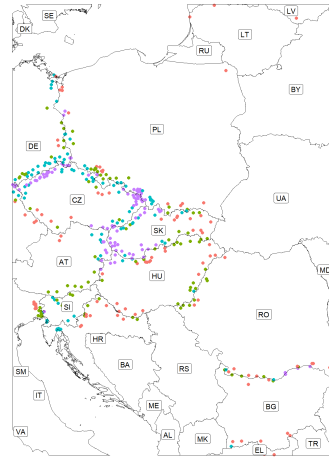 LV
SE
DK
LT
RU
BY
DE
PL
CZ
UA
SK
AT
HU
MD
SI
RO
HR
BA
RS
SM
IT
ME
BG
VA
AL
MK
EL
TR